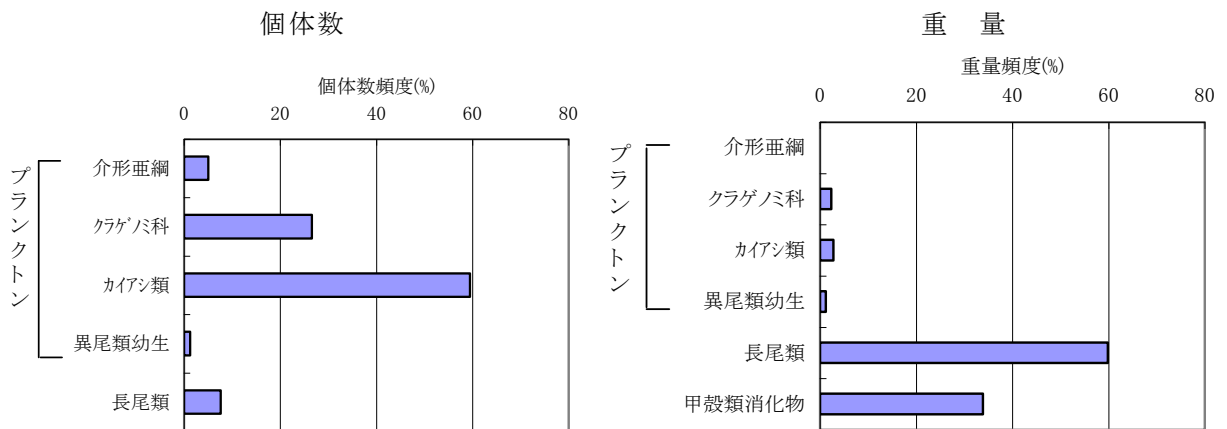 個体数
個体数頻度(%)
0 20 40 60 80
プランクトン
介形亜綱
クラゲノミ科
カイアシ類
異尾類幼生
長尾類
重 量
重量頻度(%)
0 20 40 60 80
プランクトン
介形亜綱
クラゲノミ科
カイアシ類
異尾類幼生
長尾類
甲殻類消化物